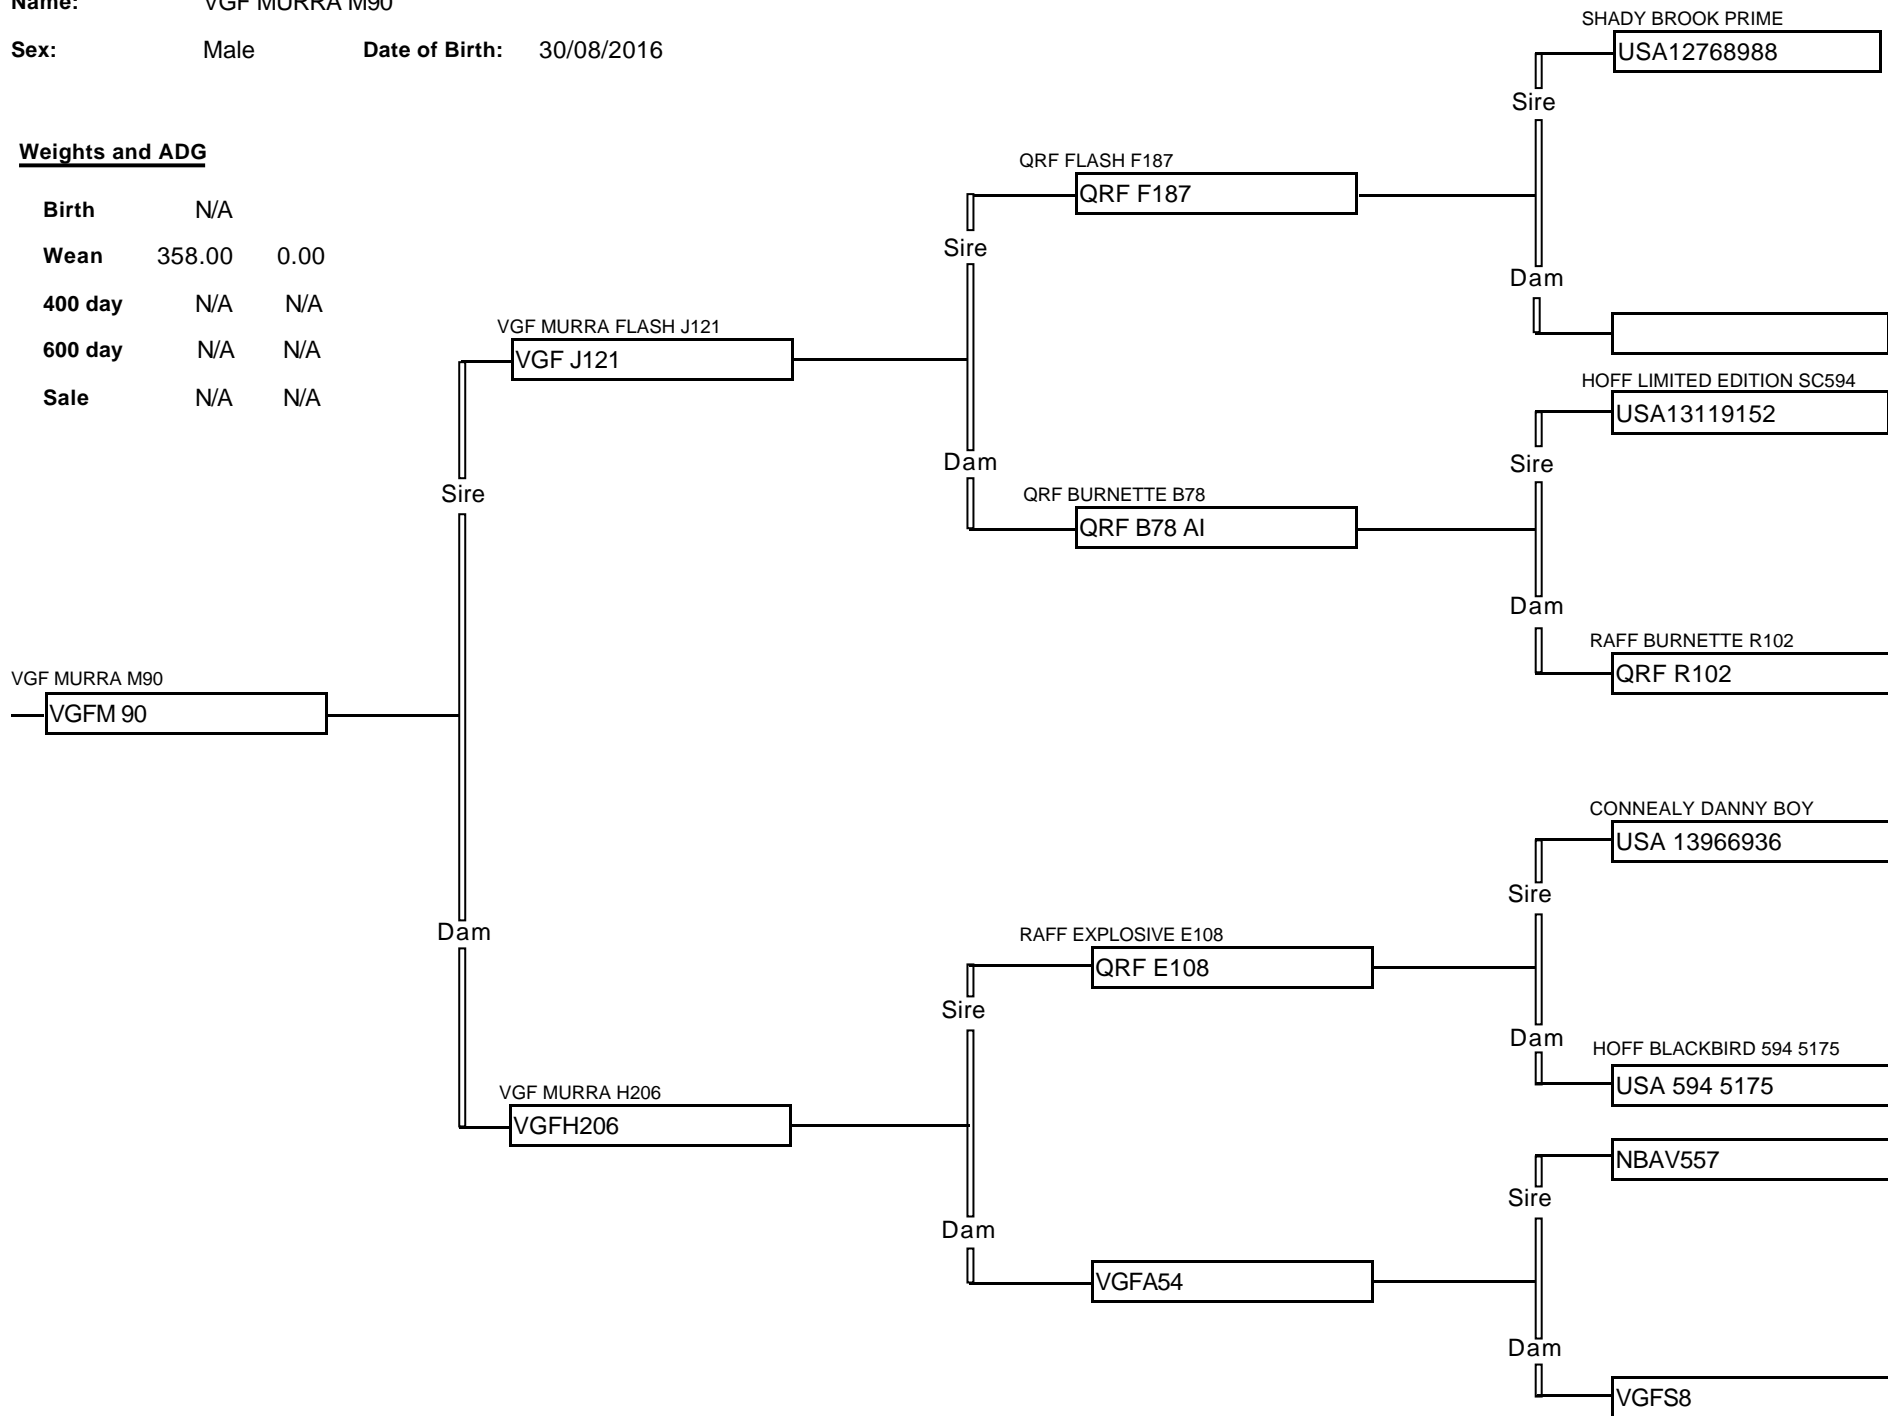 Name: VGF MURRA M90
Sex: Male Date of Birth: 30/08/2016
Weights and ADG
Birth N/A
Wean 358.00 0.00
400 day N/A N/A
600 day N/A N/A
Sale N/A N/A
VGF MURRA M90
VGFM 90
Sire
Dam
VGF MURRA FLASH J121
VGF J121
VGF MURRA H206
VGFH206
Sire
Dam
QRF FLASH F187
QRF F187
QRF BURNETTE B78
QRF B78 AI
Sire
Dam
RAFF EXPLOSIVE E108
QRF E108
VGFA54
Sire
Dam
SHADY BROOK PRIME
USA12768988
Sire
Dam
HOFF LIMITED EDITION SC594
USA13119152
RAFF BURNETTE R102
QRF R102
Sire
Dam
CONNEALY DANNY BOY
USA 13966936
HOFF BLACKBIRD 594 5175
USA 594 5175
Sire
Dam
NBAV557
VGFS8